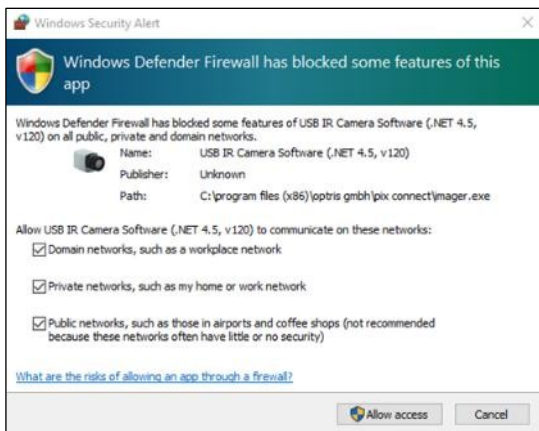 Windows Security Alert
Windows Defender Firewall has blocked some features of this
app
Windows Defender Firewall has blocked some features of USB IR Camera Software (.NET 4.5,
v120) on all public, private and domain networks.
Name: USB IR Camera Software (.NET 4.5, v120)
Publisher: Unknown
Path: C:\program files (x86)\optris gmbh\pix connect\imager.exe
Allow USB IR Camera Software (.NET 4.5, v120) to communicate on these networks:
Domain networks, such as a workplace network
Private networks, such as my home or work network
Public networks, such as those in airports and coffee shops (not recommended
because these networks often have little or no security)
What are the risks of allowing an app through a firewall?
Allow access Cancel